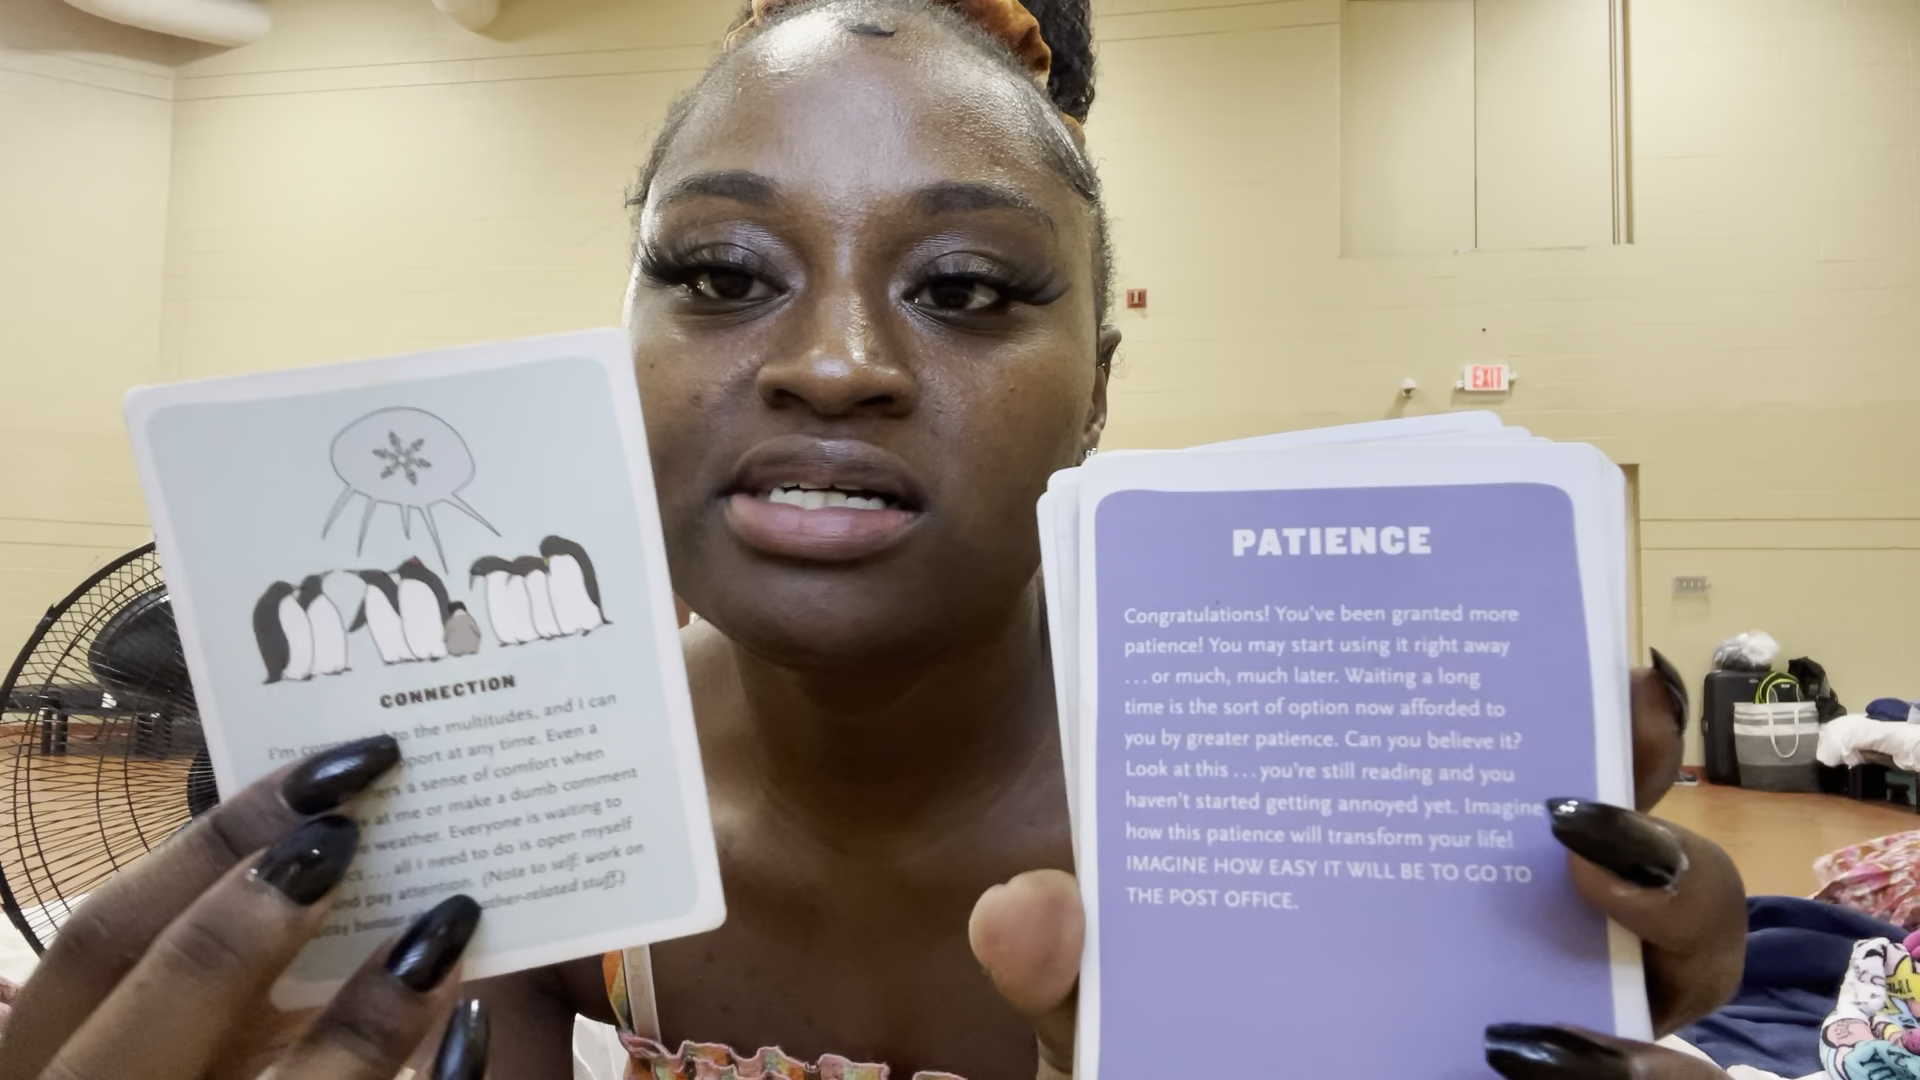 EXIT
CONNECTION
I'm to the multitudes, and I can
at any time. Even a
a sense of comfort when
at me or make a dumb comment
weather. Everyone is waiting to
... all I need to do is open myself
and pay attention. (Note to self: work on
stuff.)
PATIENCE
Congratulations! You've been granted more
patience! You may start using it right away
... or much, much later. Waiting a long
time is the sort of option now afforded to
you by greater patience. Can you believe it?
Look at this ... you're still reading and you
haven't started getting annoyed yet. Imagine
how this patience will transform your life!
IMAGINE HOW EASY IT WILL BE TO GO TO
THE POST OFFICE.